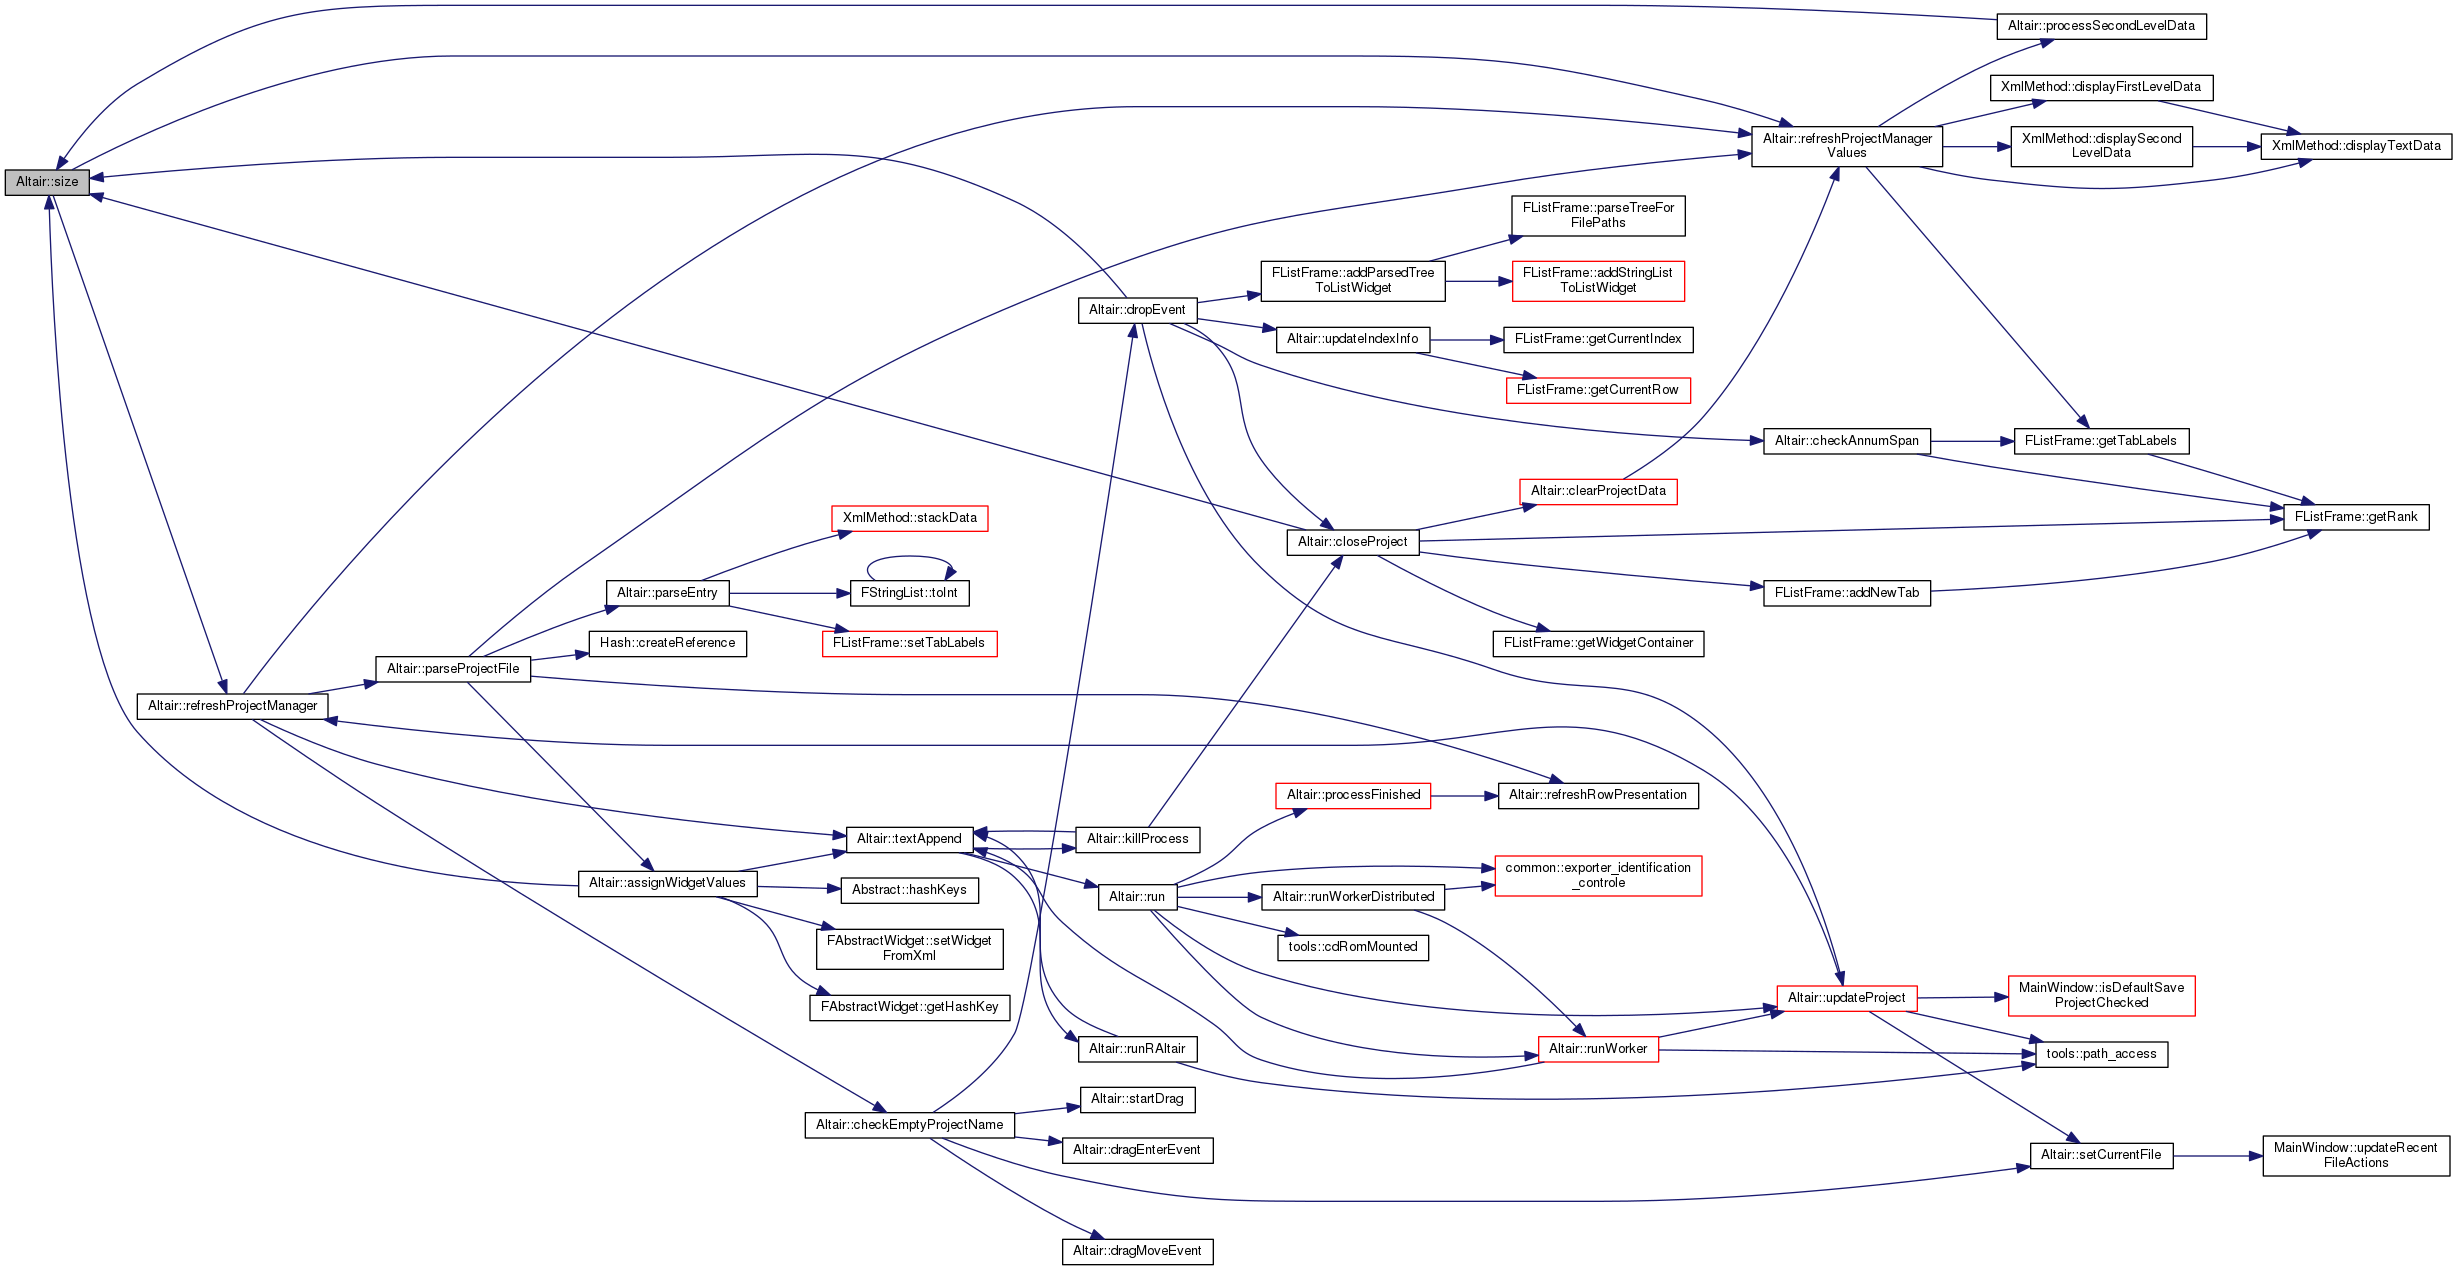 Altair::processSecondLevelData
XmlMethod::displayFirstLevelData
Altair::refreshProjectManager
Values
XmlMethod::displaySecond
LevelData
XmlMethod::displayTextData
Altair::size
FListFrame::parseTreeFor
FilePaths
FListFrame::addParsedTree
ToListWidget
FListFrame::addStringList
ToListWidget
Altair::dropEvent
Altair::updateIndexInfo
FListFrame::getCurrentIndex
FListFrame::getCurrentRow
Altair::checkAnnumSpan
FListFrame::getTabLabels
Altair::clearProjectData
XmlMethod::stackData
FListFrame::getRank
Altair::closeProject
Altair::parseEntry
FStringList::toInt
FListFrame::addNewTab
Hash::createReference
FListFrame::setTabLabels
FListFrame::getWidgetContainer
Altair::parseProjectFile
Altair::refreshProjectManager
Altair::processFinished
Altair::refreshRowPresentation
Altair::textAppend
Altair::killProcess
Altair::assignWidgetValues
Abstract::hashKeys
Altair::run
Altair::runWorkerDistributed
common::exporter_identification
_controle
FAbstractWidget::setWidget
FromXml
tools::cdRomMounted
FAbstractWidget::getHashKey
Altair::updateProject
MainWindow::isDefaultSave
ProjectChecked
Altair::runRAltair
Altair::runWorker
tools::path_access
Altair::startDrag
Altair::checkEmptyProjectName
Altair::dragEnterEvent
Altair::setCurrentFile
MainWindow::updateRecent
FileActions
Altair::dragMoveEvent